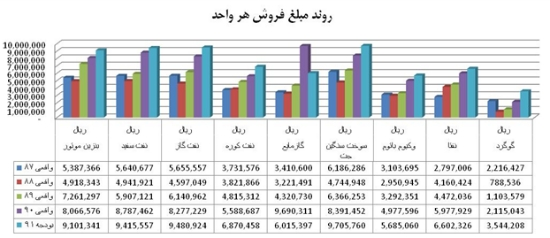 روند مبلغ فروش هر واحد
10,000,000
9,000,000
8,000,000
7,000,000
6,000,000
5,000,000
4,000,000
3,000,000
2,000,000
1,000,000
-
ریال ریال ریال ریال ریال ریال ریال ریال ریال
بنزین موتور نفت سفید نفت گاز نفت کوره گازمایع سوخت سنگین جت وکیوم باتوم نفتا گوگرد
واقعی ۸۷ 5,387,366 5,640,677 5,655,557 3,731,576 3,410,600 6,186,286 3,103,695 2,797,006 2,216,427
واقعی ۸۸ 4,918,343 4,941,921 4,597,049 3,821,866 3,221,491 4,744,948 2,950,945 4,160,424 788,536
واقعی ۸۹ 7,261,297 5,907,121 6,140,962 4,815,312 4,320,730 6,366,253 3,292,351 4,472,036 1,103,579
واقعی ۹۰ 8,066,576 8,787,462 8,277,229 5,588,687 9,690,311 8,391,452 4,977,596 5,977,929 2,115,043
بودجه ۹۱ 9,101,341 9,415,557 9,480,924 6,870,458 6,015,397 9,705,760 5,685,060 6,602,326 3,544,208